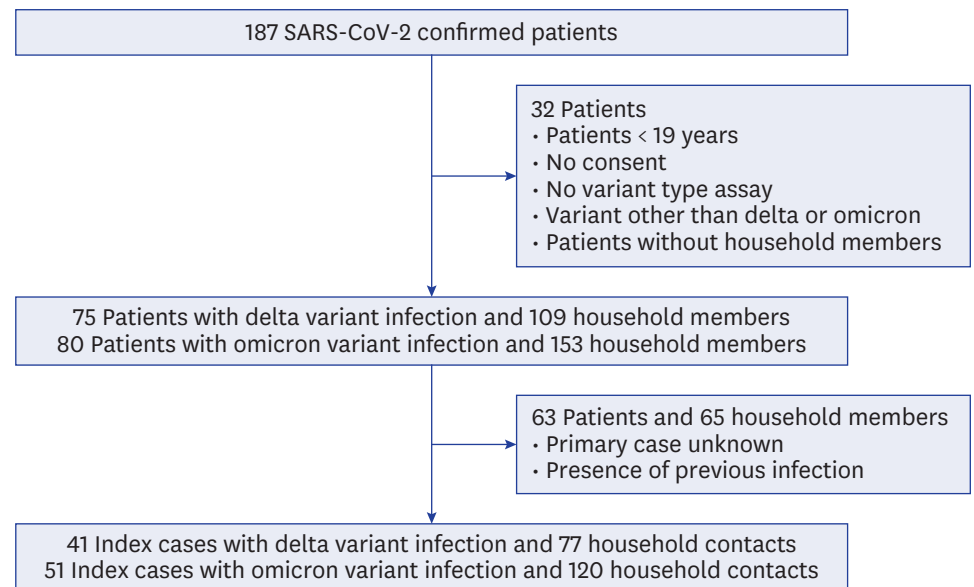 187 SARS-CoV-2 confirmed patients
32 Patients
· Patients < 19 years
· No consent
· No variant type assay
· Variant other than delta or omicron
· Patients without household members
75 Patients with delta variant infection and 109 household members
80 Patients with omicron variant infection and 153 household members
63 Patients and 65 household members
· Primary case unknown
· Presence of previous infection
41 Index cases with delta variant infection and 77 household contacts
51 Index cases with omicron variant infection and 120 household contacts